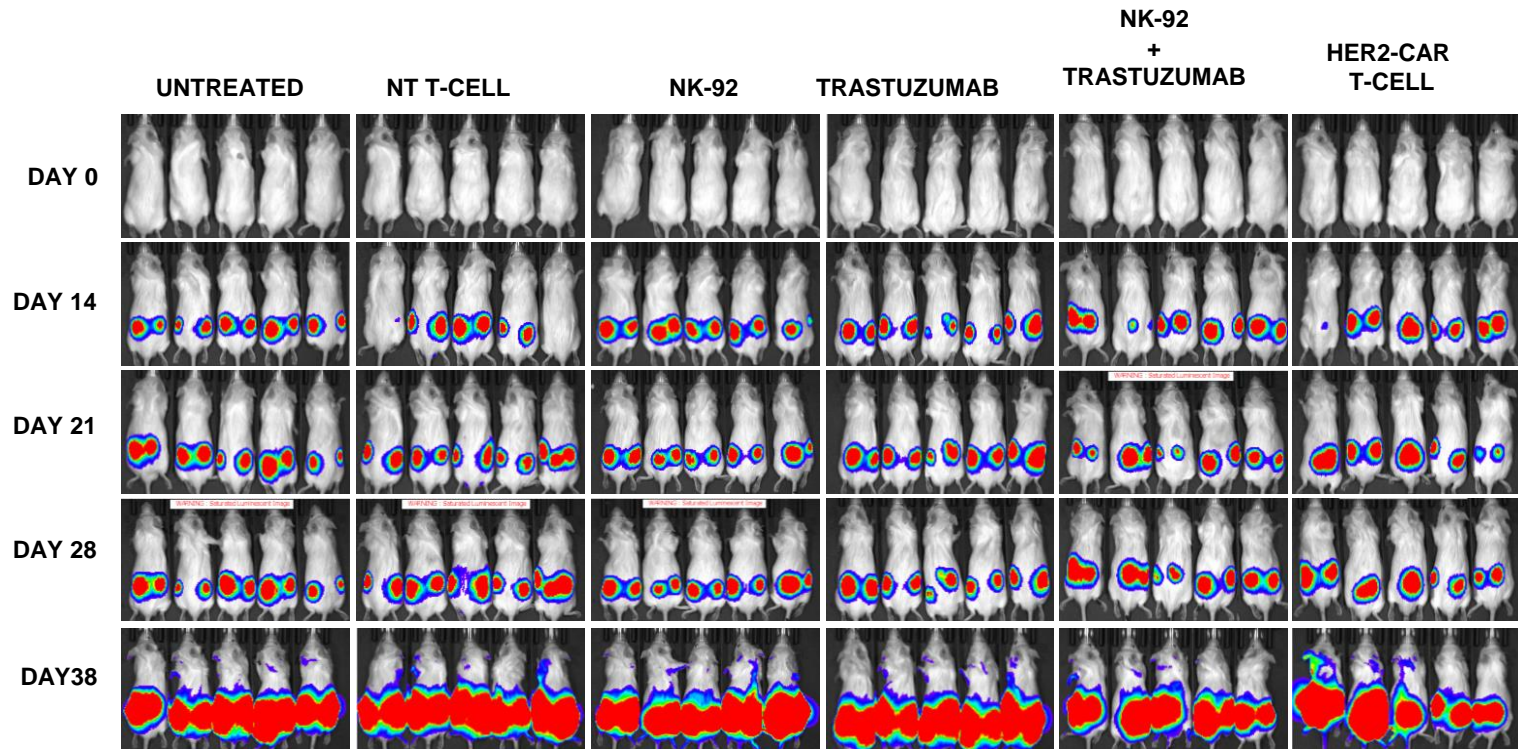 UNTREATED
NT T-CELL
NK-92
TRASTUZUMAB
NK-92
+
TRASTUZUMAB
HER2-CAR
T-CELL
DAY 0
DAY 14
DAY 21
WARNING: Saturated Luminescent Image
DAY 28
WARNING: Saturated Luminescent Image
WARNING: Saturated Luminescent Image
WARNING: Saturated Luminescent Image
DAY38